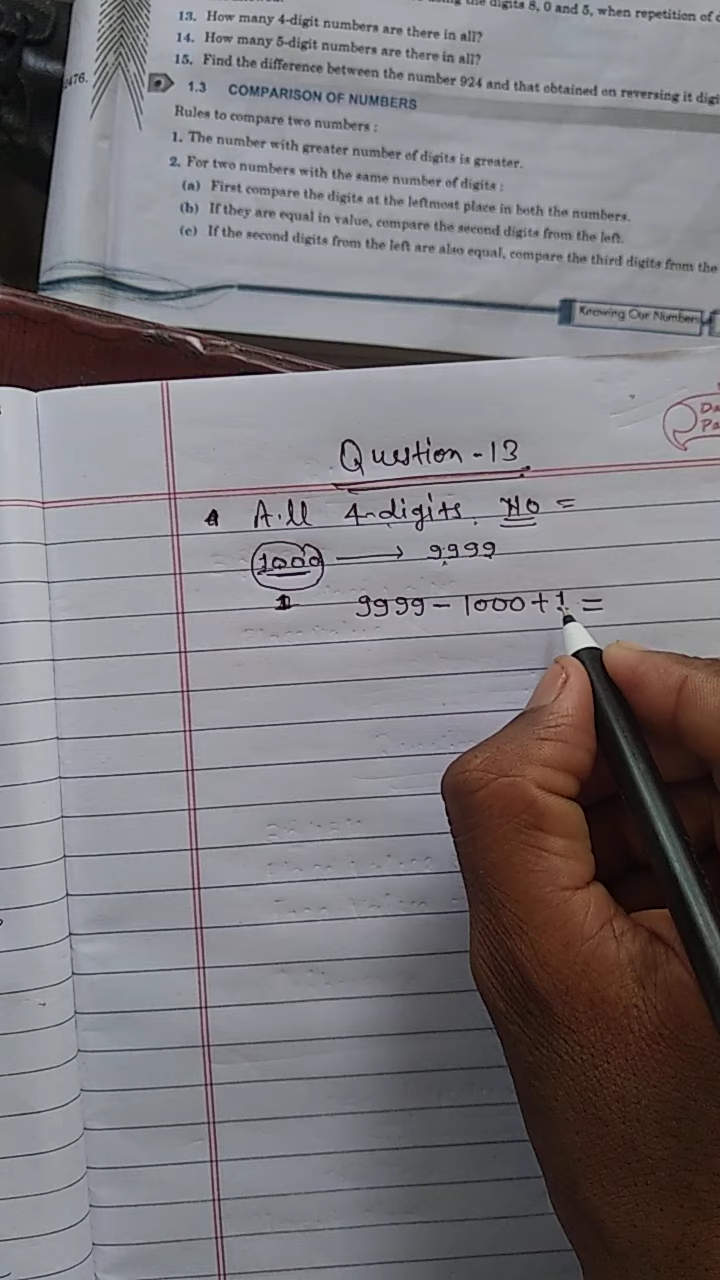 the digits 8, 0 and 5, when repetition of
13. How many 4-digit numbers are there in all?
14. How many 5-digit numbers are there in all?
15. Find the difference between the number 924 and that obtained on reversing it digi
476.
1.3 COMPARISON OF NUMBERS
Rules to compare two numbers :
1. The number with greater number of digits is greater.
2. For two numbers with the same number of digits :
(a) First compare the digits at the leftmost place in both the numbers.
(b) If they are equal in value, compare the second digits from the left.
(c) If the second digits from the left are also equal, compare the third digits from the
Knowing Our Numbers
Da
Pa
Question - 13
All 4-digits. No =
1000 → 9999
9999 - 1000 + 1 =